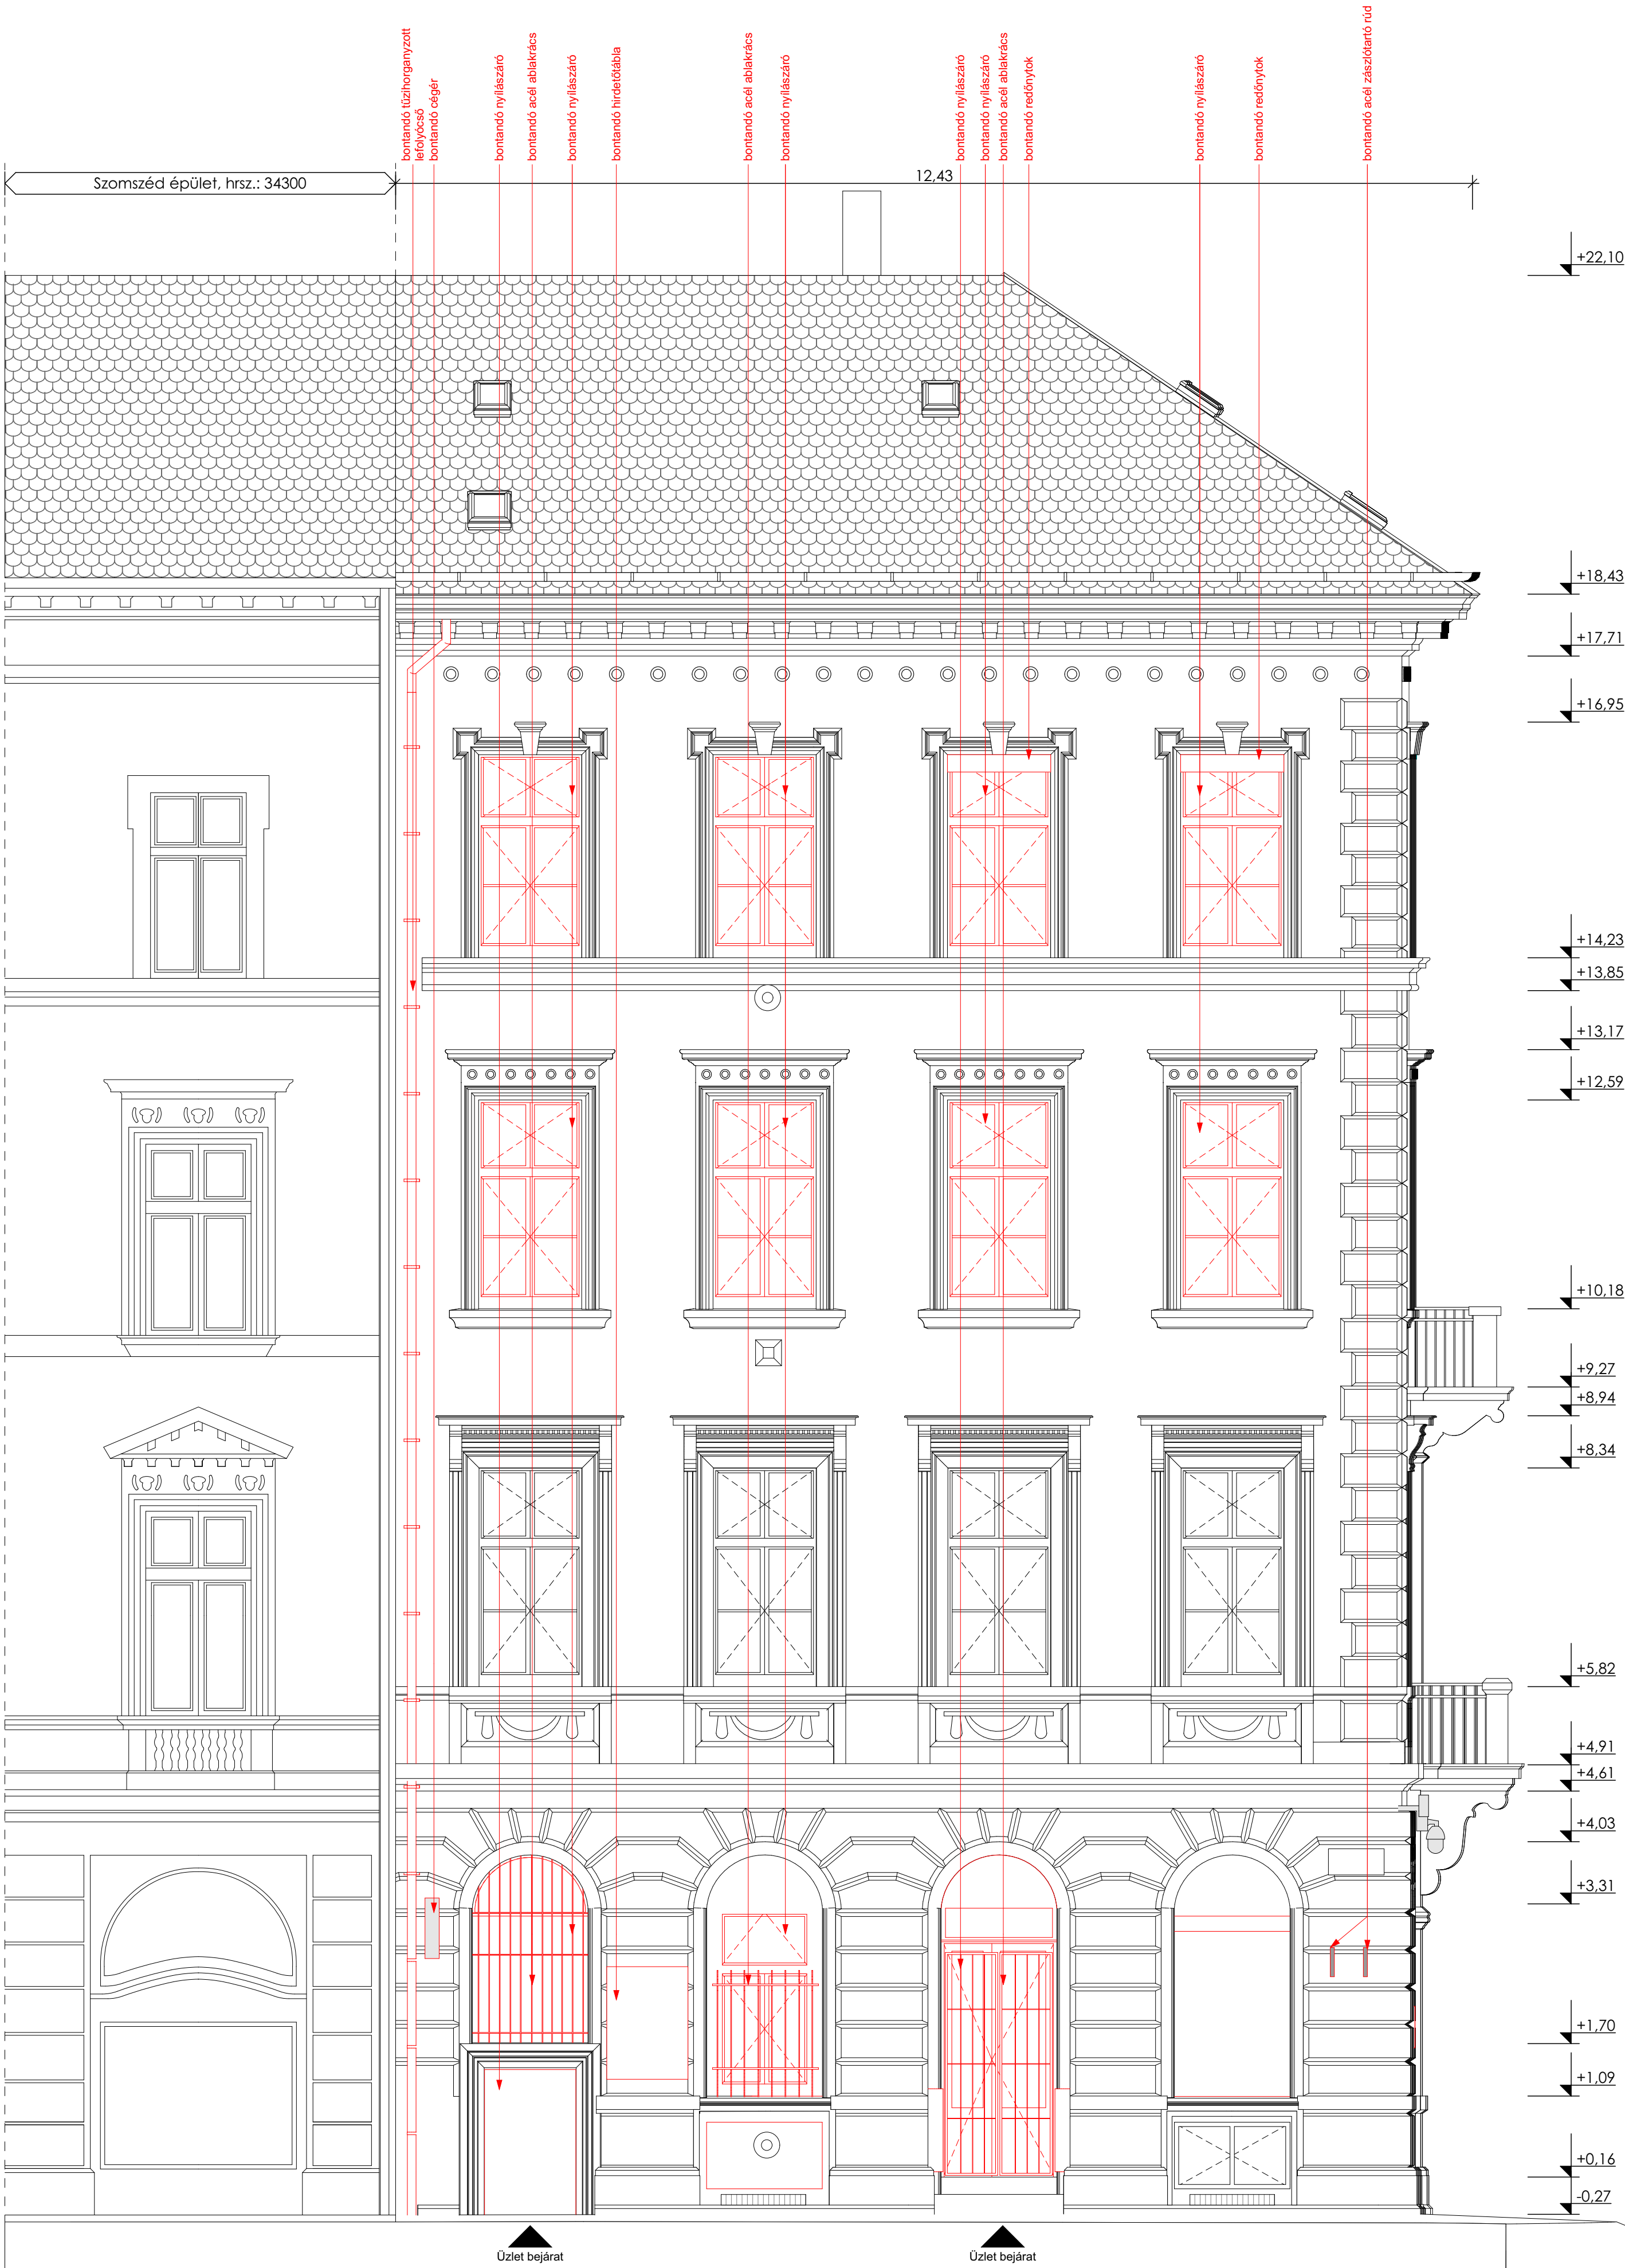 bontandó tűzihorganyzott
lefolyócső
bontandó cégér
bontandó nyílászáró
bontandó acél ablakrács
bontandó nyílászáró
bontandó hirdetőtábla
bontandó acél ablakrács
bontandó nyílászáró
bontandó nyílászáró
bontandó nyílászáró
bontandó acél ablakrács
bontandó redőnytok
bontandó nyílászáró
bontandó redőnytok
bontandó acél zászlótartó rúd
Szomszéd épület, hrsz.: 34300
12,43
+22,10
+18,43
+17,71
+16,95
+14,23
+13,85
+13,17
+12,59
+10,18
+9,27
+8,94
+8,34
+5,82
+4,91
+4,61
+4,03
+3,31
+1,70
+1,09
+0,16
-0,27
Üzlet bejárat
Üzlet bejárat